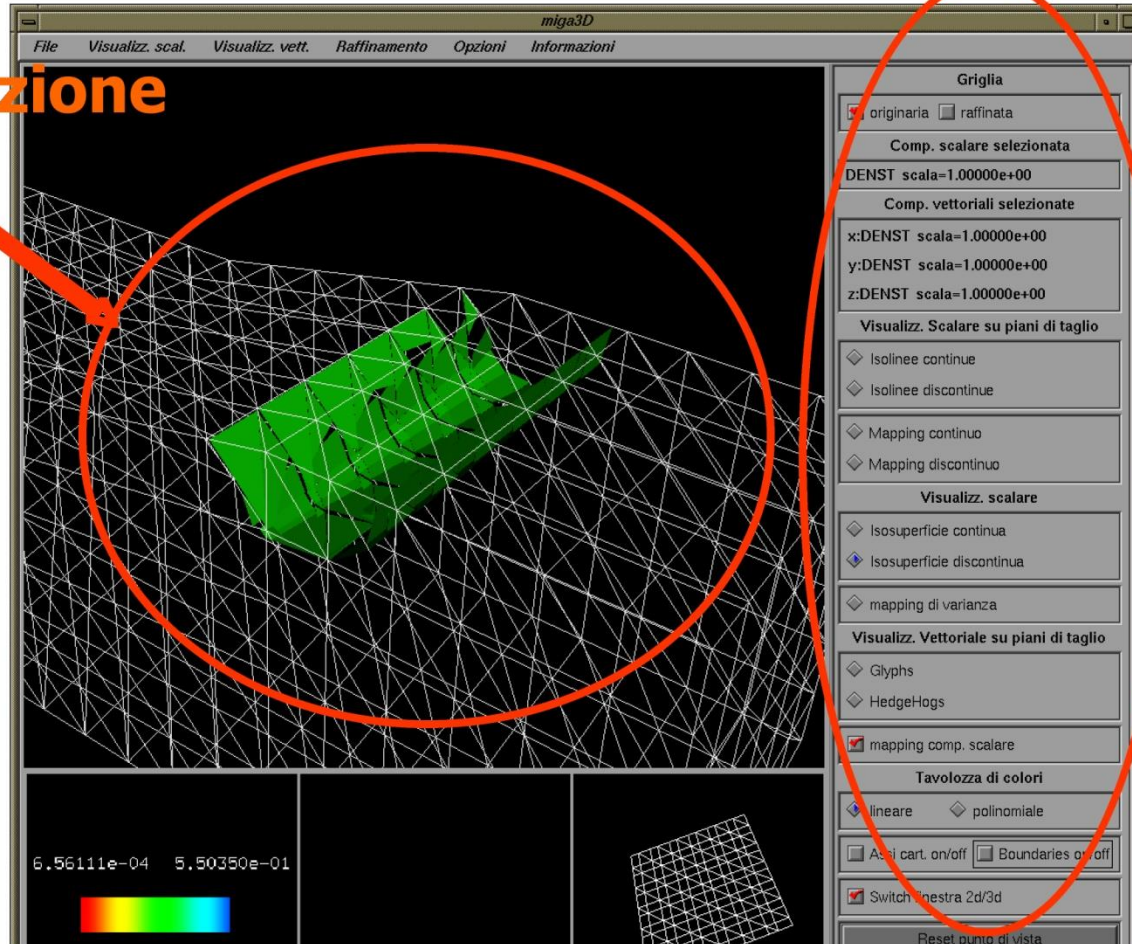 miga3D
File Visualizz. scal. Visualizz. vett. Raffinamento Opzioni Informazioni
zione
Griglia
originaria raffinata
Comp. scalare selezionata
DENST scala=1.00000e+00
Comp. vettoriali selezionate
x:DENST scala=1.00000e+00
y:DENST scala=1.00000e+00
z:DENST scala=1.00000e+00
Visualizz. Scalare su piani di taglio
Isolinee continue
Isolinee discontinue
Mapping continuo
Mapping discontinuo
Visualizz. scalare
Isosuperficie continua
Isosuperficie discontinua
mapping di varianza
Visualizz. Vettoriale su piani di taglio
Glyphs
HedgeHogs
mapping comp. scalare
Tavolozza di colori
lineare polinomiale
Assi cart. on/off Boundaries on/off
Switch finestra 2d/3d
Reset punto di vista
6.56111e-04 5.50350e-01